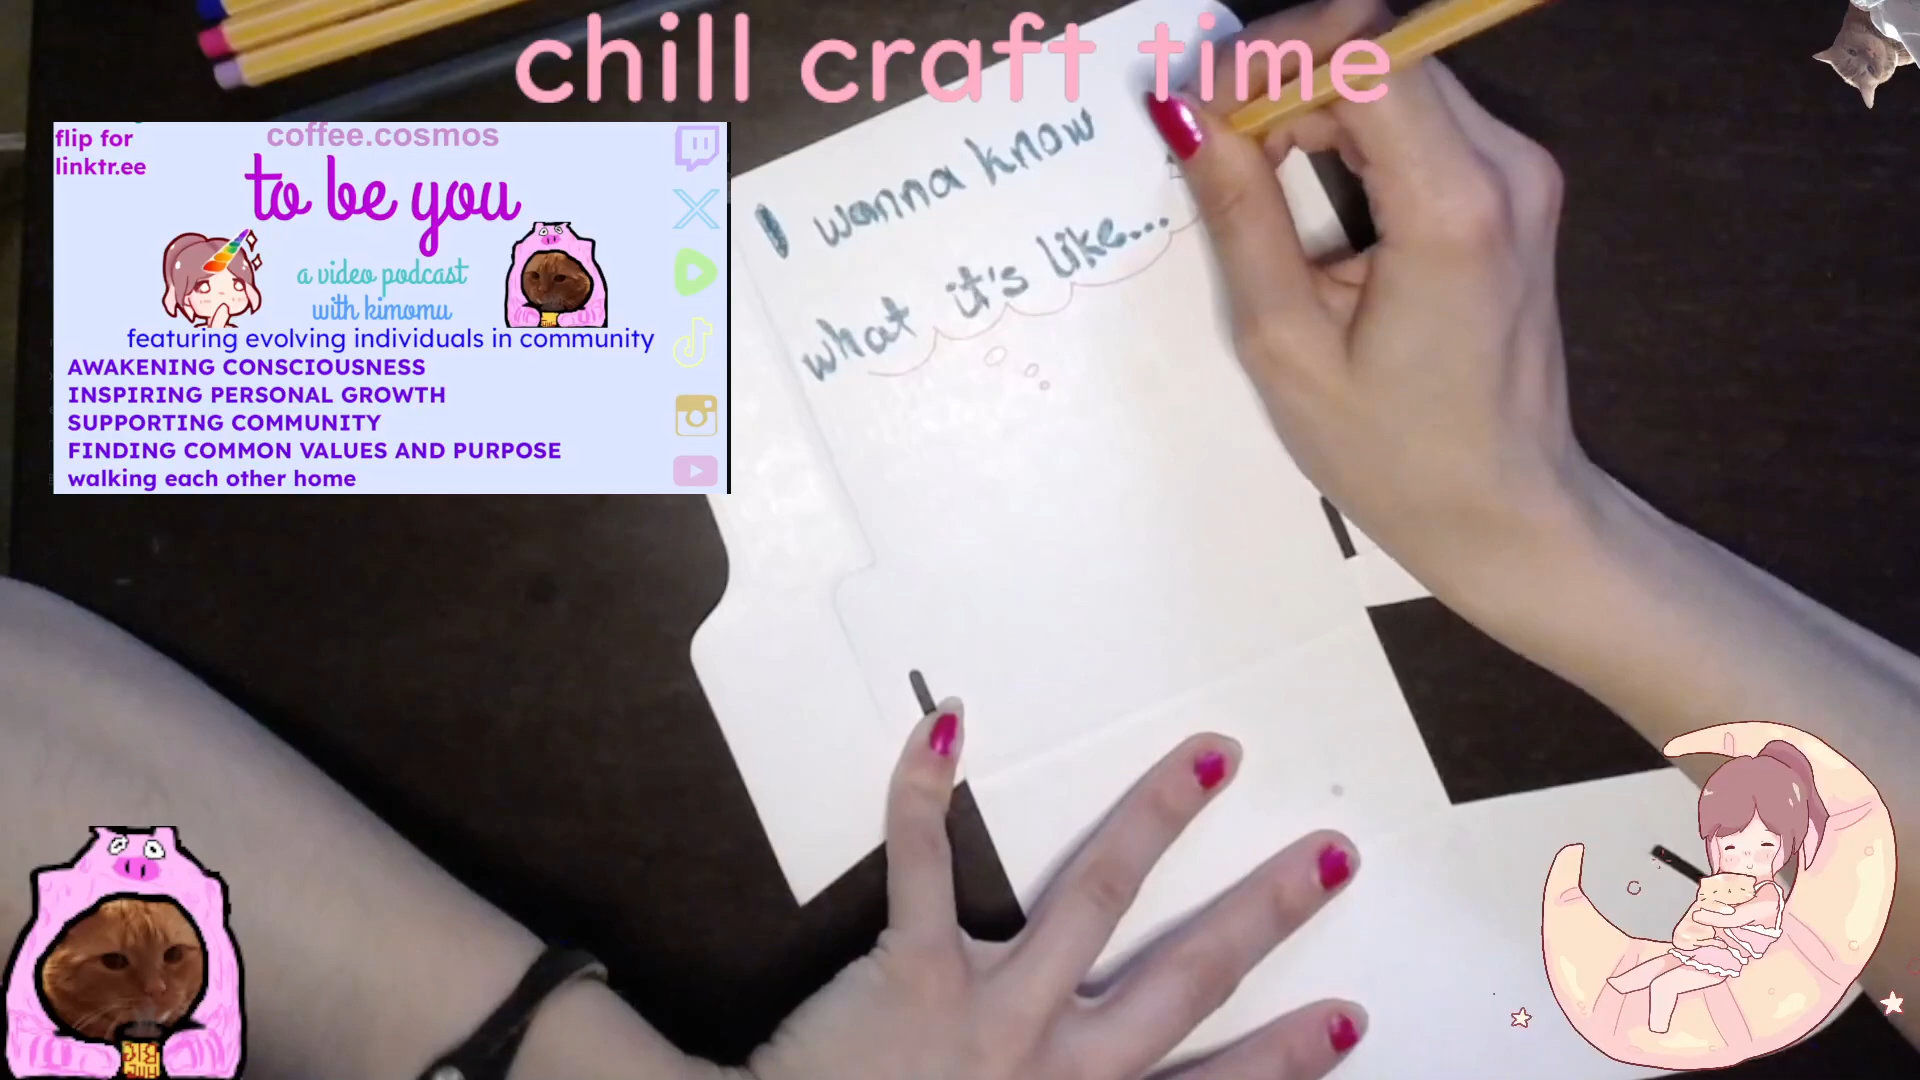 chill craft time
flip for
linktr.ee
coffee.cosmos
to be you
a video podcast
with kimomu
featuring evolving individuals in community
AWAKENING CONSCIOUSNESS
INSPIRING PERSONAL GROWTH
SUPPORTING COMMUNITY
FINDING COMMON VALUES AND PURPOSE
walking each other home
I wanna know
what it's like...